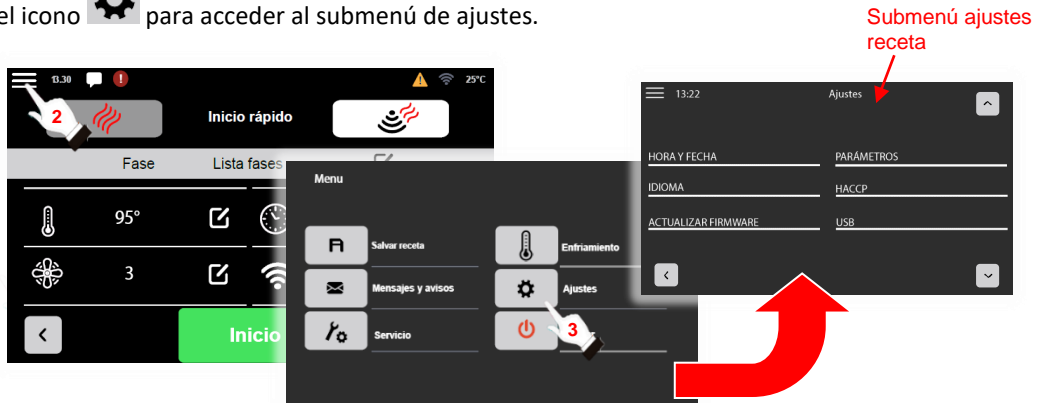 el icono para acceder al submenú de ajustes.
Submenú ajustes
receta
13.30
25°C
2
Inicio rápido
Fase
Lista fases
95°
3
Inicio
Menu
Salvar receta
Enfriamiento
Mensajes y avisos
Ajustes
Servicio
3
13:22
Ajustes
HORA Y FECHA
PARÁMETROS
IDIOMA
HACCP
ACTUALIZAR FIRMWARE
USB